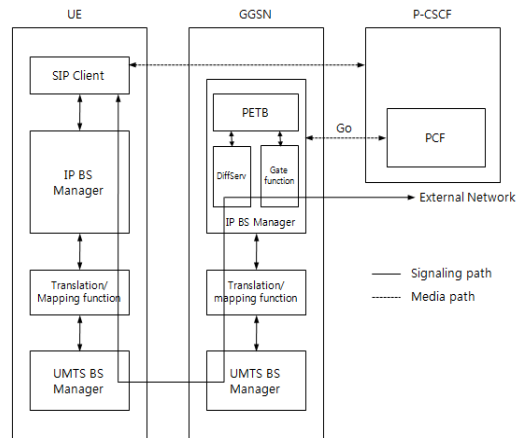 UE
GGSN
P-CSCF
SIP Client
PETB
Go
PCF
IP BS
Manager
DiffServ
Gate
function
External Network
IP BS Manager
Translation/
Mapping function
Translation/
mapping function
Signaling path
Media path
UMTS BS
Manager
UMTS BS
Manager